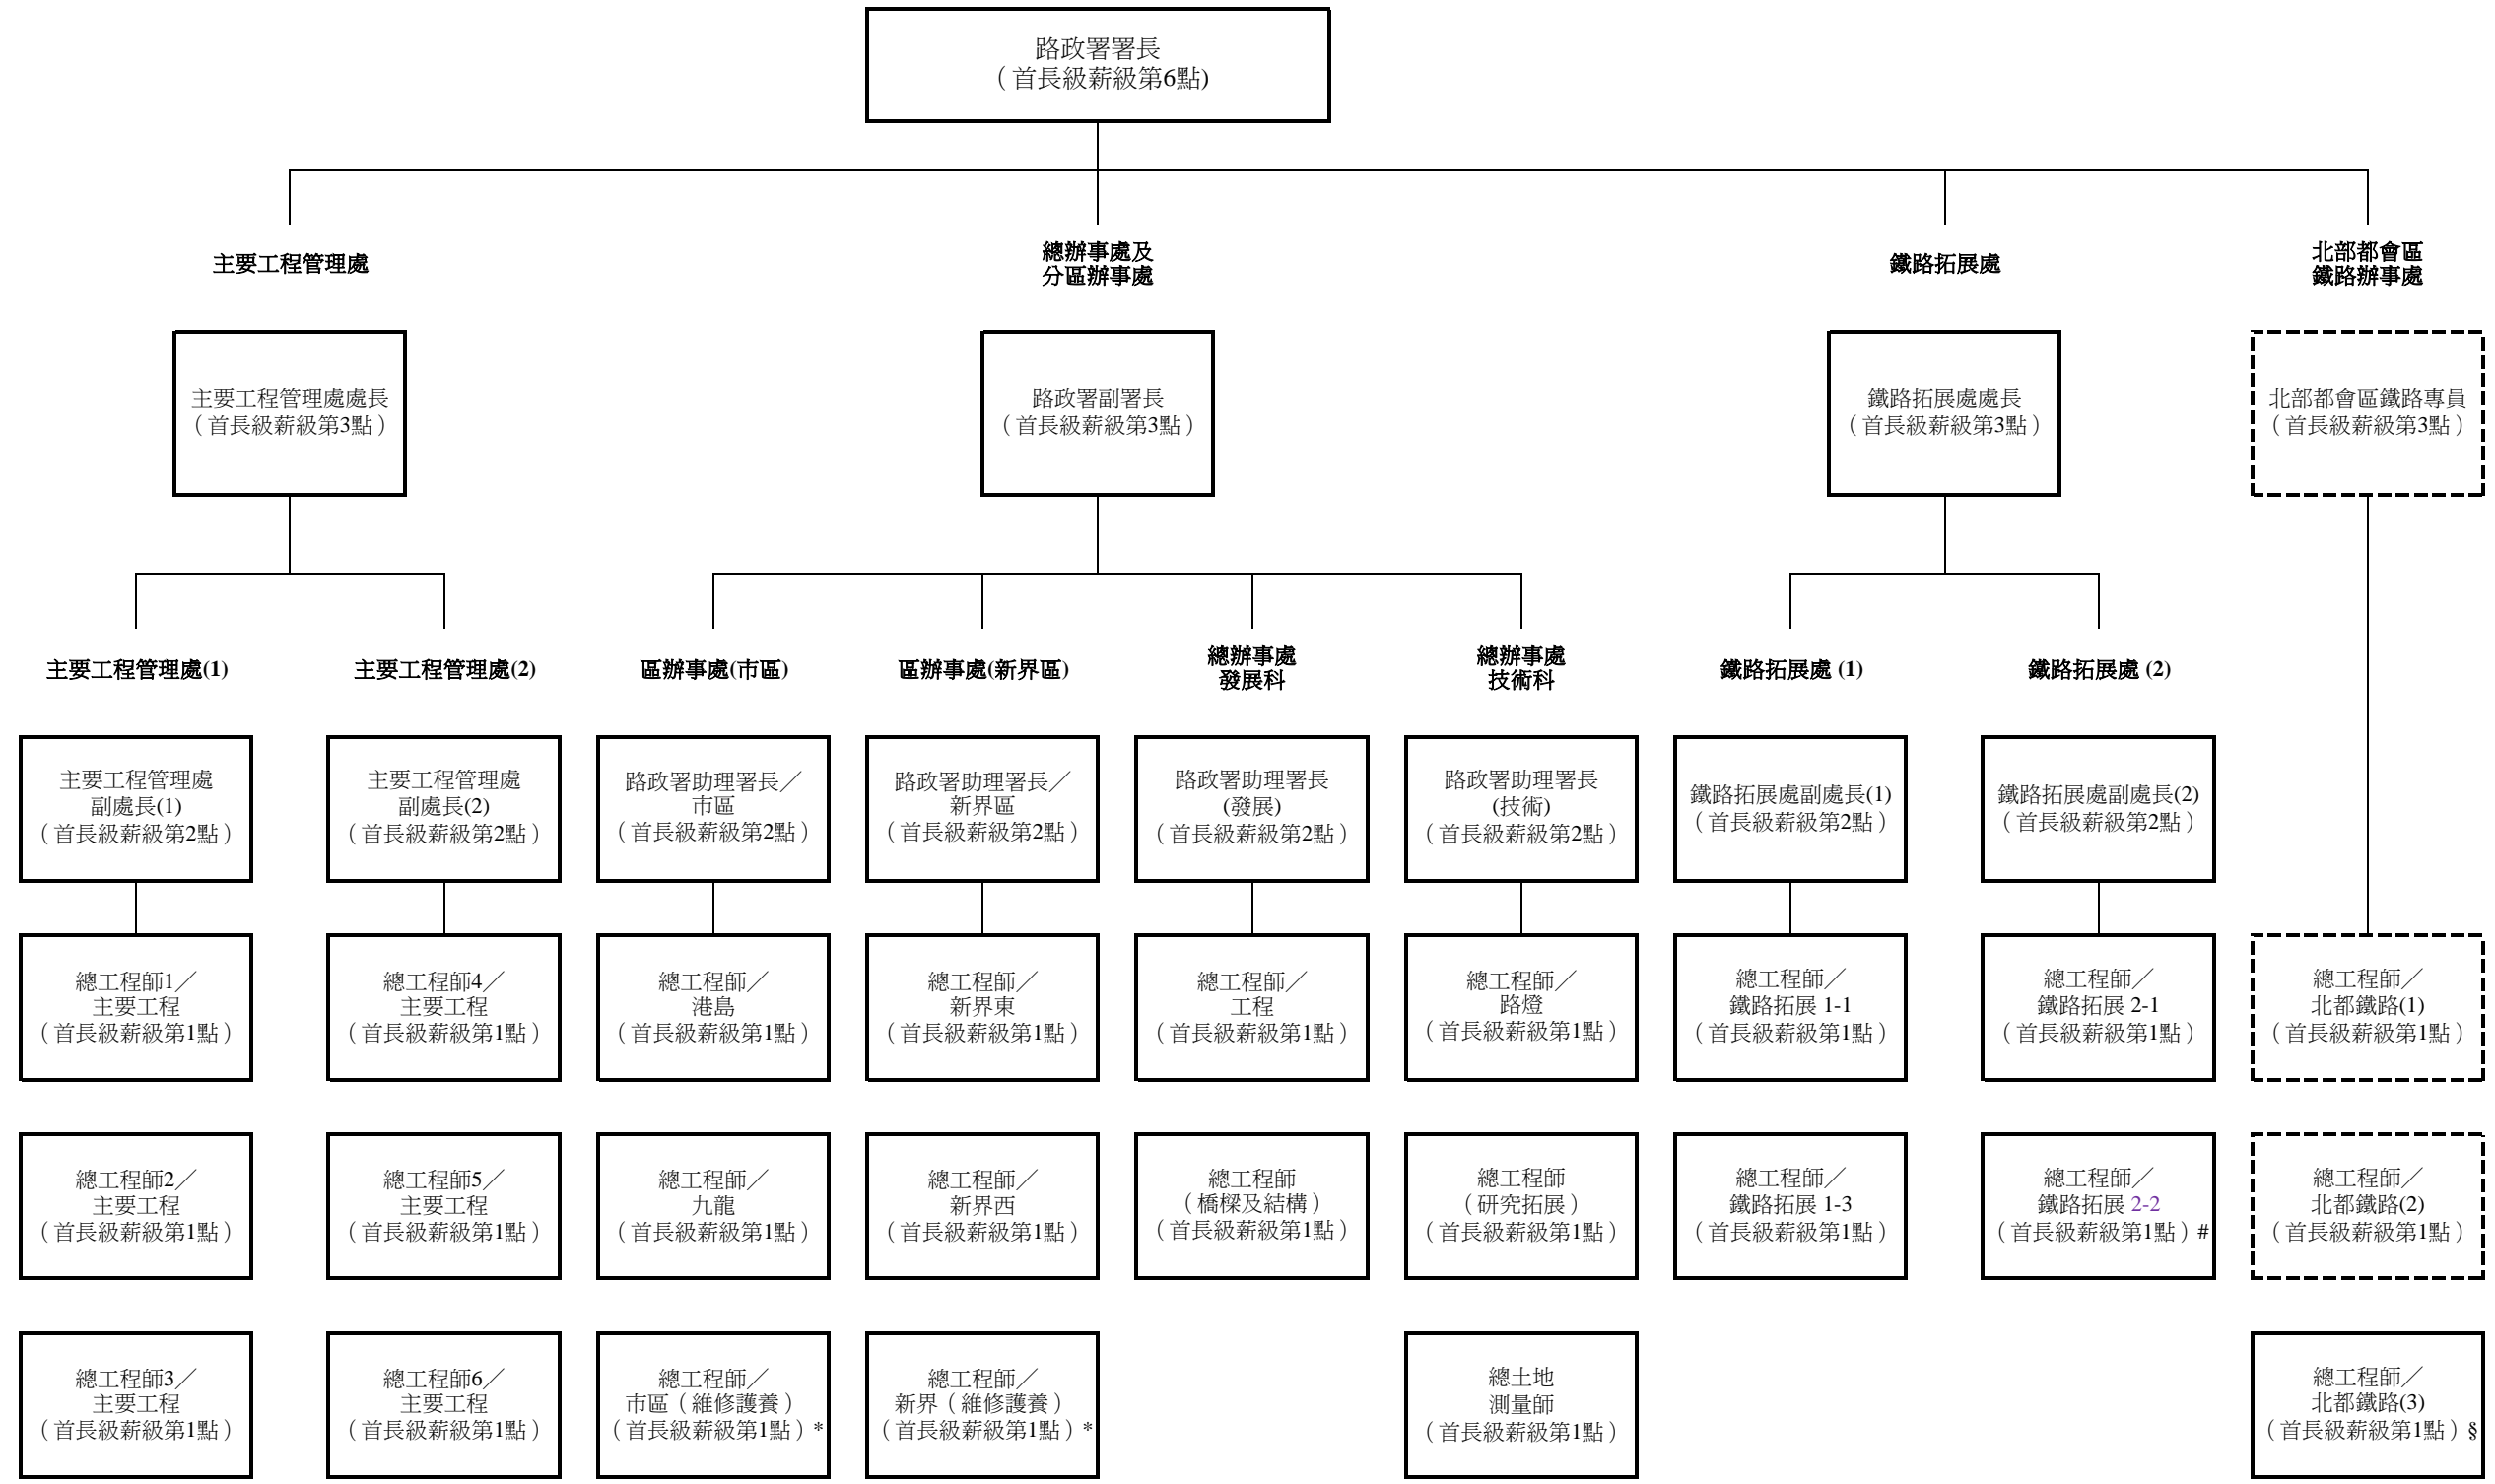 路政署署長
（首長級薪級第6點)
主要工程管理處
總辦事處及
分區辦事處
鐵路拓展處
北部都會區
鐵路辦事處
主要工程管理處處長
（首長級薪級第3點）
路政署副署長
（首長級薪級第3點）
鐵路拓展處處長
（首長級薪級第3點）
北部都會區鐵路專員
（首長級薪級第3點）
主要工程管理處(1)
主要工程管理處(2)
區辦事處(市區)
區辦事處(新界區)
總辦事處
發展科
總辦事處
技術科
鐵路拓展處 (1)
鐵路拓展處 (2)
主要工程管理處
副處長(1)
（首長級薪級第2點）
主要工程管理處
副處長(2)
（首長級薪級第2點）
路政署助理署長／
市區
（首長級薪級第2點）
路政署助理署長／
新界區
（首長級薪級第2點）
路政署助理署長
(發展)
（首長級薪級第2點）
路政署助理署長
(技術)
（首長級薪級第2點）
鐵路拓展處副處長(1)
（首長級薪級第2點）
鐵路拓展處副處長(2)
（首長級薪級第2點）
總工程師1／
主要工程
（首長級薪級第1點）
總工程師4／
主要工程
（首長級薪級第1點）
總工程師／
港島
（首長級薪級第1點）
總工程師／
新界東
（首長級薪級第1點）
總工程師／
工程
（首長級薪級第1點）
總工程師／
路燈
（首長級薪級第1點）
總工程師／
鐵路拓展 1-1
（首長級薪級第1點）
總工程師／
鐵路拓展 2-1
（首長級薪級第1點）
總工程師／
北都鐵路(1)
（首長級薪級第1點）
總工程師2／
主要工程
（首長級薪級第1點）
總工程師5／
主要工程
（首長級薪級第1點）
總工程師／
九龍
（首長級薪級第1點）
總工程師／
新界西
（首長級薪級第1點）
總工程師
（橋樑及結構）
（首長級薪級第1點）
總工程師
（研究拓展）
（首長級薪級第1點）
總工程師／
鐵路拓展 1-3
（首長級薪級第1點）
總工程師／
鐵路拓展 2-2
（首長級薪級第1點）#
總工程師／
北都鐵路(2)
（首長級薪級第1點）
總工程師3／
主要工程
（首長級薪級第1點）
總工程師6／
主要工程
（首長級薪級第1點）
總工程師／
市區（維修護養）
（首長級薪級第1點）*
總工程師／
新界（維修護養）
（首長級薪級第1點）*
總土地
測量師
（首長級薪級第1點）
總工程師／
北都鐵路(3)
（首長級薪級第1點）§